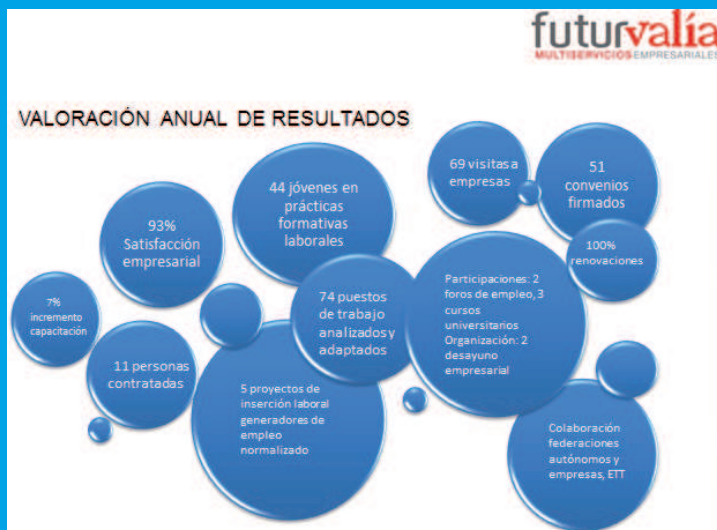 futurvalía
MULTISERVICIOS EMPRESARIALES
VALORACIÓN ANUAL DE RESULTADOS
69 visitas a
empresas
51
convenios
firmados
44 jóvenes en
prácticas
formativas
laborales
93%
Satisfacción
empresarial
100%
renovaciones
7%
incremento
capacitación
74 puestos
de trabajo
analizados y
adaptados
Participaciones: 2
foros de empleo, 3
cursos
universitarios
Organización: 2
desayuno
empresarial
11 personas
contratadas
5 proyectos de
inserción laboral
generadores de
empleo
normalizado
Colaboración
federaciones
autónomos y
empresas, ETT